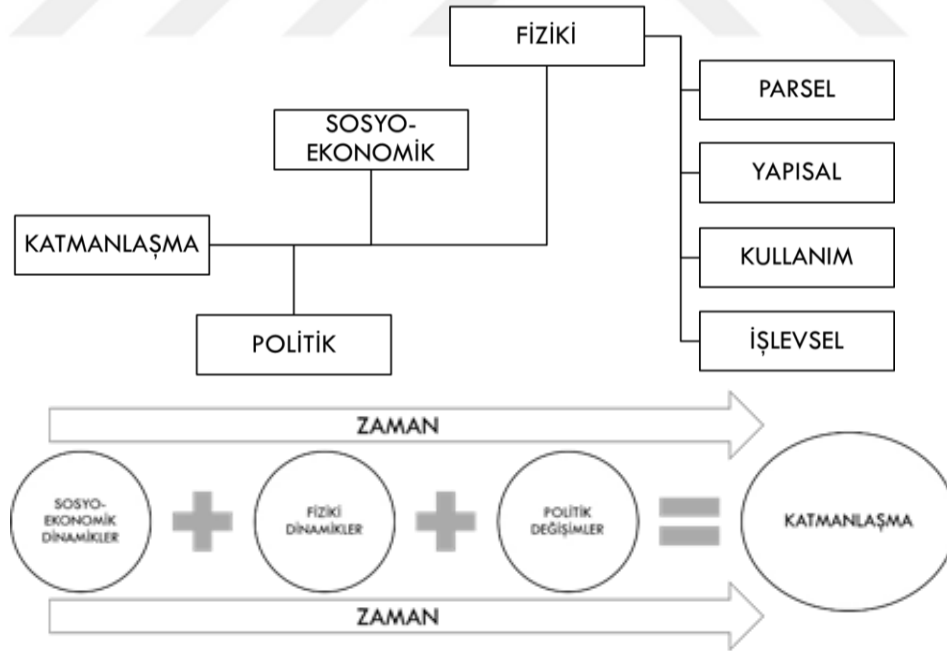 FİZİKİ
PARSEL
SOSYO-
EKONOMİK
YAPISAL
KATMANLAŞMA
KULLANIM
POLİTİK
İŞLEVSEL
ZAMAN
SOSYO-
EKONOMİK
DİNAMİKLER
FİZİKİ
DİNAMİKLER
POLİTİK
DEĞİŞİMLER
KATMANLAŞMA
ZAMAN